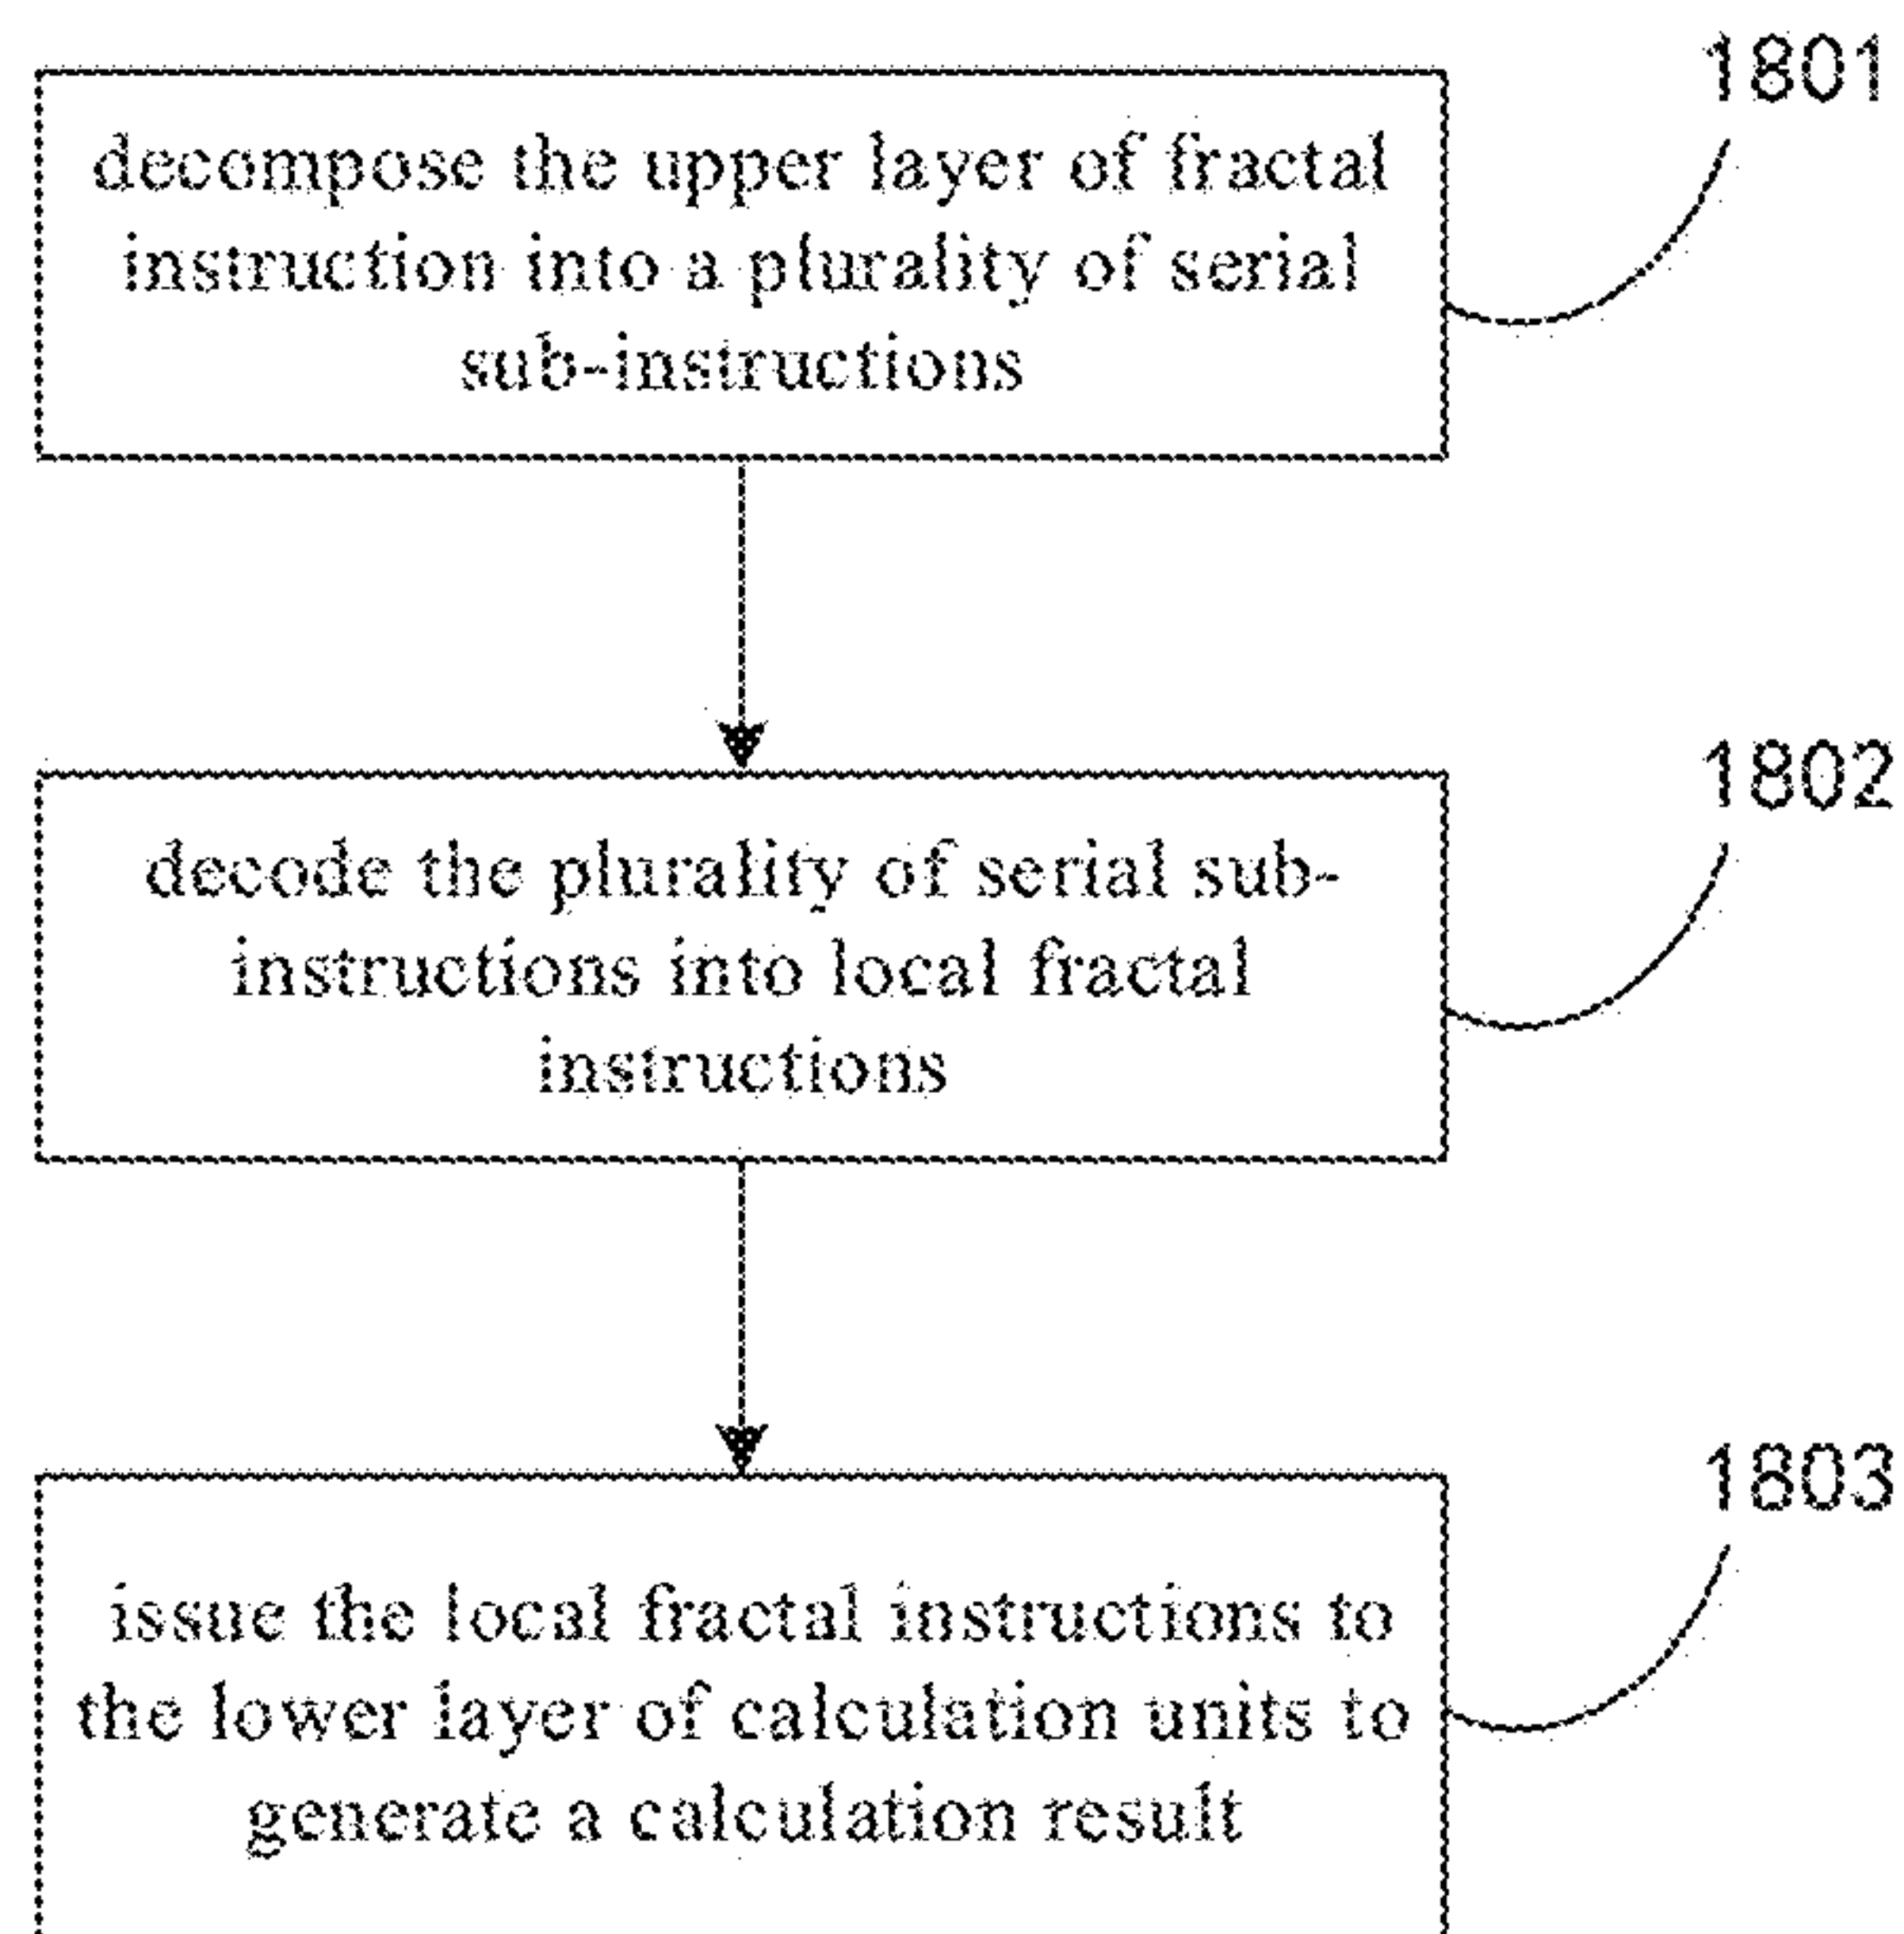 1801
decompose the upper layer of fractal
instruction into a plurality of serial
sub-instructions
1802
decode the plurality of serial sub-
instructions into local fractal
instructions
1803
issue the local fractal instructions to
the lower layer of calculation units to
generate a calculation result